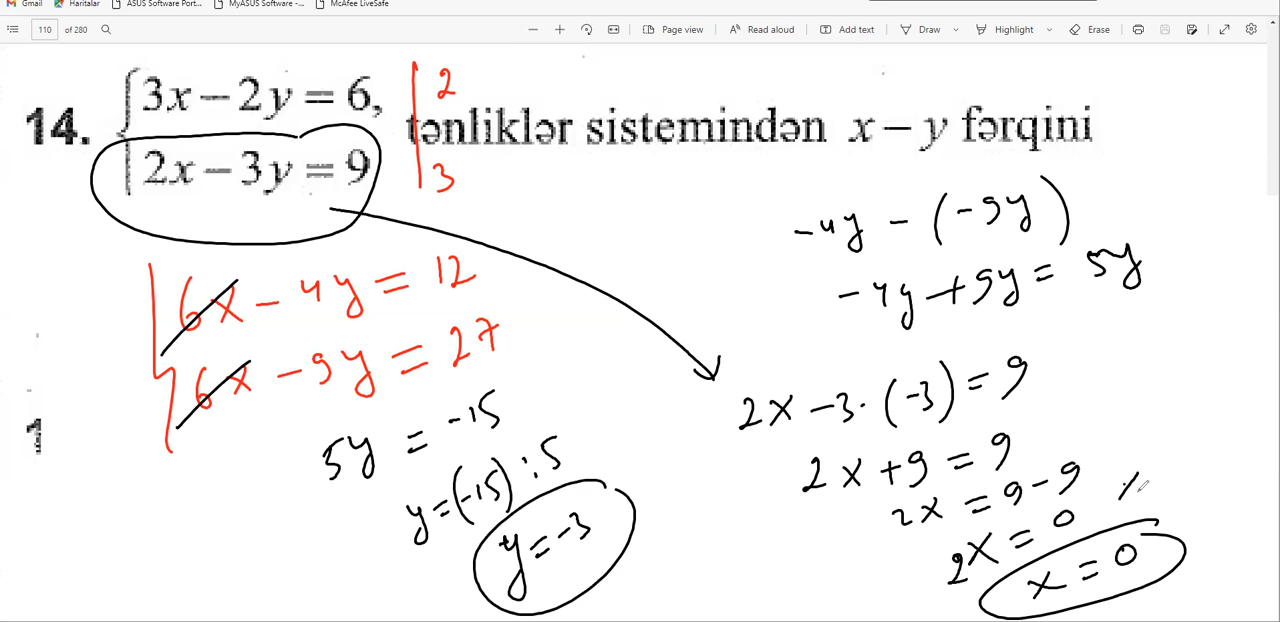 Gmail Haritalar ASUS Software Port... MyASUS Software -... McAfee LiveSafe
110 of 280 Page view Read aloud Add text Draw Highlight Erase
14. 3x – 2y = 6, 2
2x – 3y = 9 3
tənliklər sistemindən x – y fərqini
6x - 4y = 12
6x - 9y = 27
5y = -15
y = (-15) : 5
y = -3
-4y - (-9y)
-4y + 9y = 5y
2x - 3 · (-3) = 9
2x + 9 = 9
2x = 9 - 9
2x = 0
x = 0
1